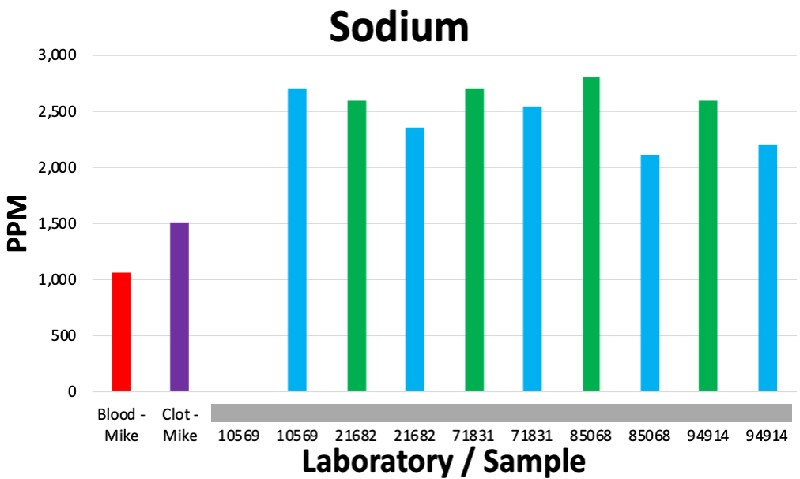 Sodium
3,000
2,500
2,000
1,500
1,000
500
0
PPM
Blood - Clot -
Mike Mike 10569 10569 21682 21682 71831 71831 85068 85068 94914 94914
Laboratory / Sample